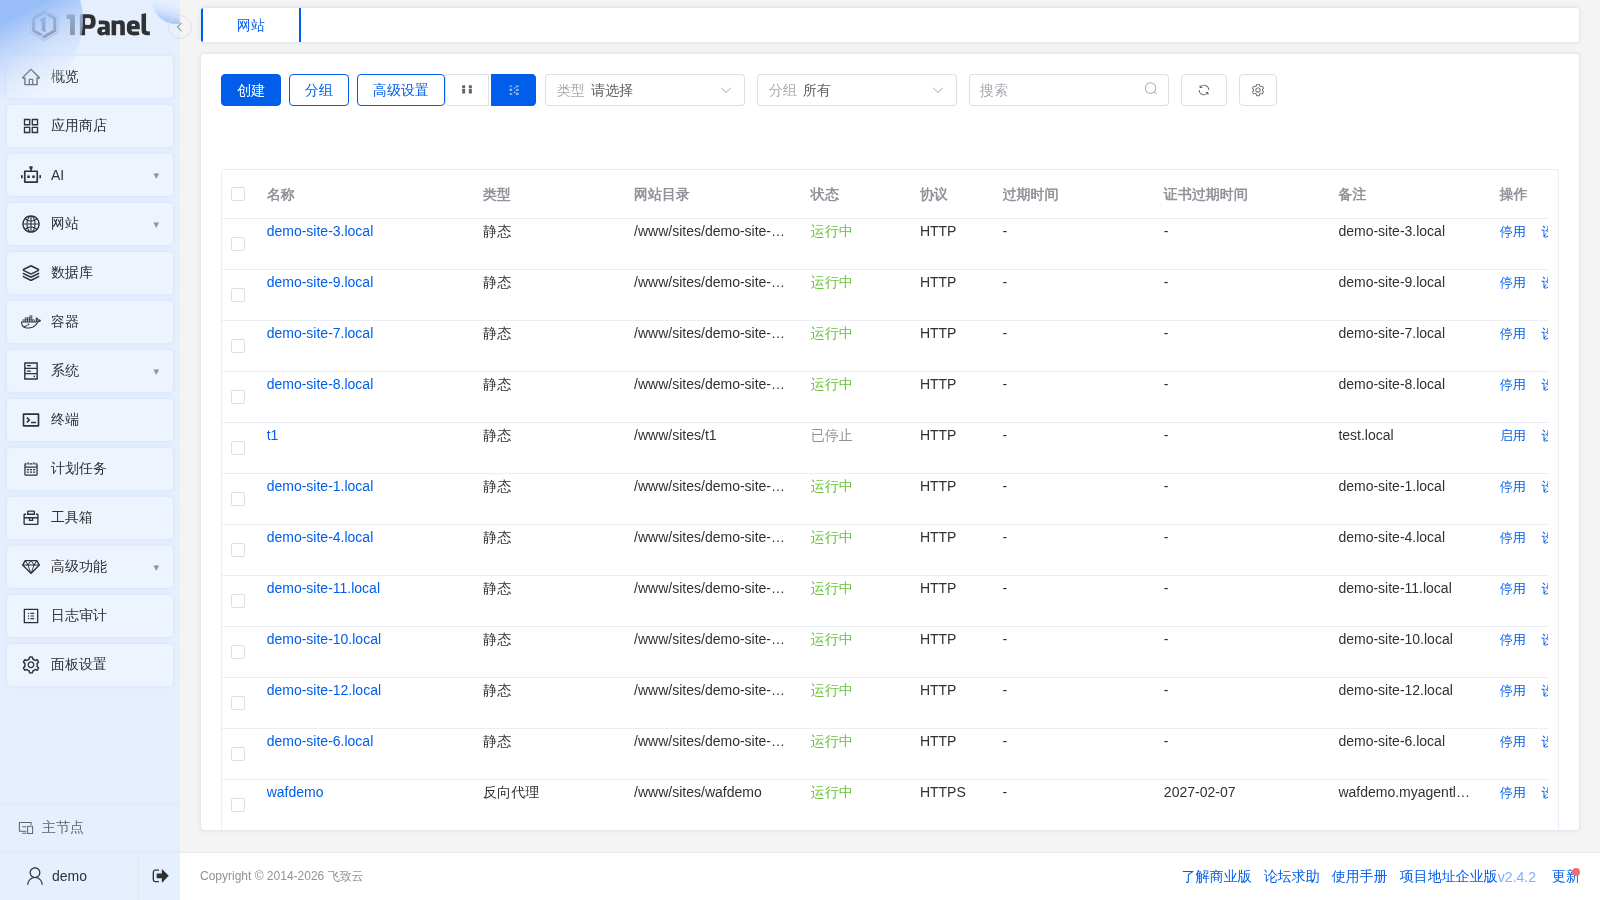 1Panel
概览
应用商店
AI
网站
数据库
容器
系统
终端
计划任务
工具箱
高级功能
日志审计
面板设置
主节点
demo
网站
创建 分组 高级设置 类型 请选择 分组 所有 搜索
名称 类型 网站目录 状态 协议 过期时间 证书过期时间 备注 操作
demo-site-3.local 静态 /www/sites/demo-site-… 运行中 HTTP - - demo-site-3.local 停用
demo-site-9.local 静态 /www/sites/demo-site-… 运行中 HTTP - - demo-site-9.local 停用
demo-site-7.local 静态 /www/sites/demo-site-… 运行中 HTTP - - demo-site-7.local 停用
demo-site-8.local 静态 /www/sites/demo-site-… 运行中 HTTP - - demo-site-8.local 停用
t1 静态 /www/sites/t1 已停止 HTTP - - test.local 启用
demo-site-1.local 静态 /www/sites/demo-site-… 运行中 HTTP - - demo-site-1.local 停用
demo-site-4.local 静态 /www/sites/demo-site-… 运行中 HTTP - - demo-site-4.local 停用
demo-site-11.local 静态 /www/sites/demo-site-… 运行中 HTTP - - demo-site-11.local 停用
demo-site-10.local 静态 /www/sites/demo-site-… 运行中 HTTP - - demo-site-10.local 停用
demo-site-12.local 静态 /www/sites/demo-site-… 运行中 HTTP - - demo-site-12.local 停用
demo-site-6.local 静态 /www/sites/demo-site-… 运行中 HTTP - - demo-site-6.local 停用
wafdemo 反向代理 /www/sites/wafdemo 运行中 HTTPS - 2027-02-07 wafdemo.myagentl… 停用
Copyright © 2014-2026 飞致云
了解商业版 论坛求助 使用手册 项目地址企业版v2.4.2 更新